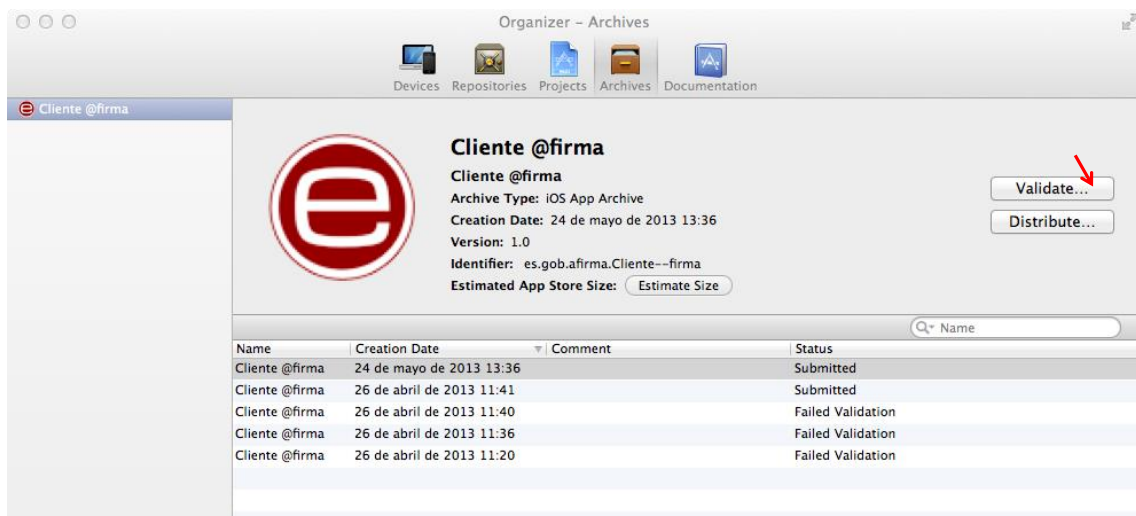 Organizer – Archives
Devices Repositories Projects Archives Documentation
Cliente @firma
Cliente @firma
Cliente @firma
Archive Type: iOS App Archive
Creation Date: 24 de mayo de 2013 13:36
Version: 1.0
Identifier: es.gob.afirma.Cliente--firma
Estimated App Store Size: Estimate Size
Validate...
Distribute...
Name
Name Creation Date Comment Status
Cliente @firma 24 de mayo de 2013 13:36 Submitted
Cliente @firma 26 de abril de 2013 11:41 Submitted
Cliente @firma 26 de abril de 2013 11:40 Failed Validation
Cliente @firma 26 de abril de 2013 11:36 Failed Validation
Cliente @firma 26 de abril de 2013 11:20 Failed Validation